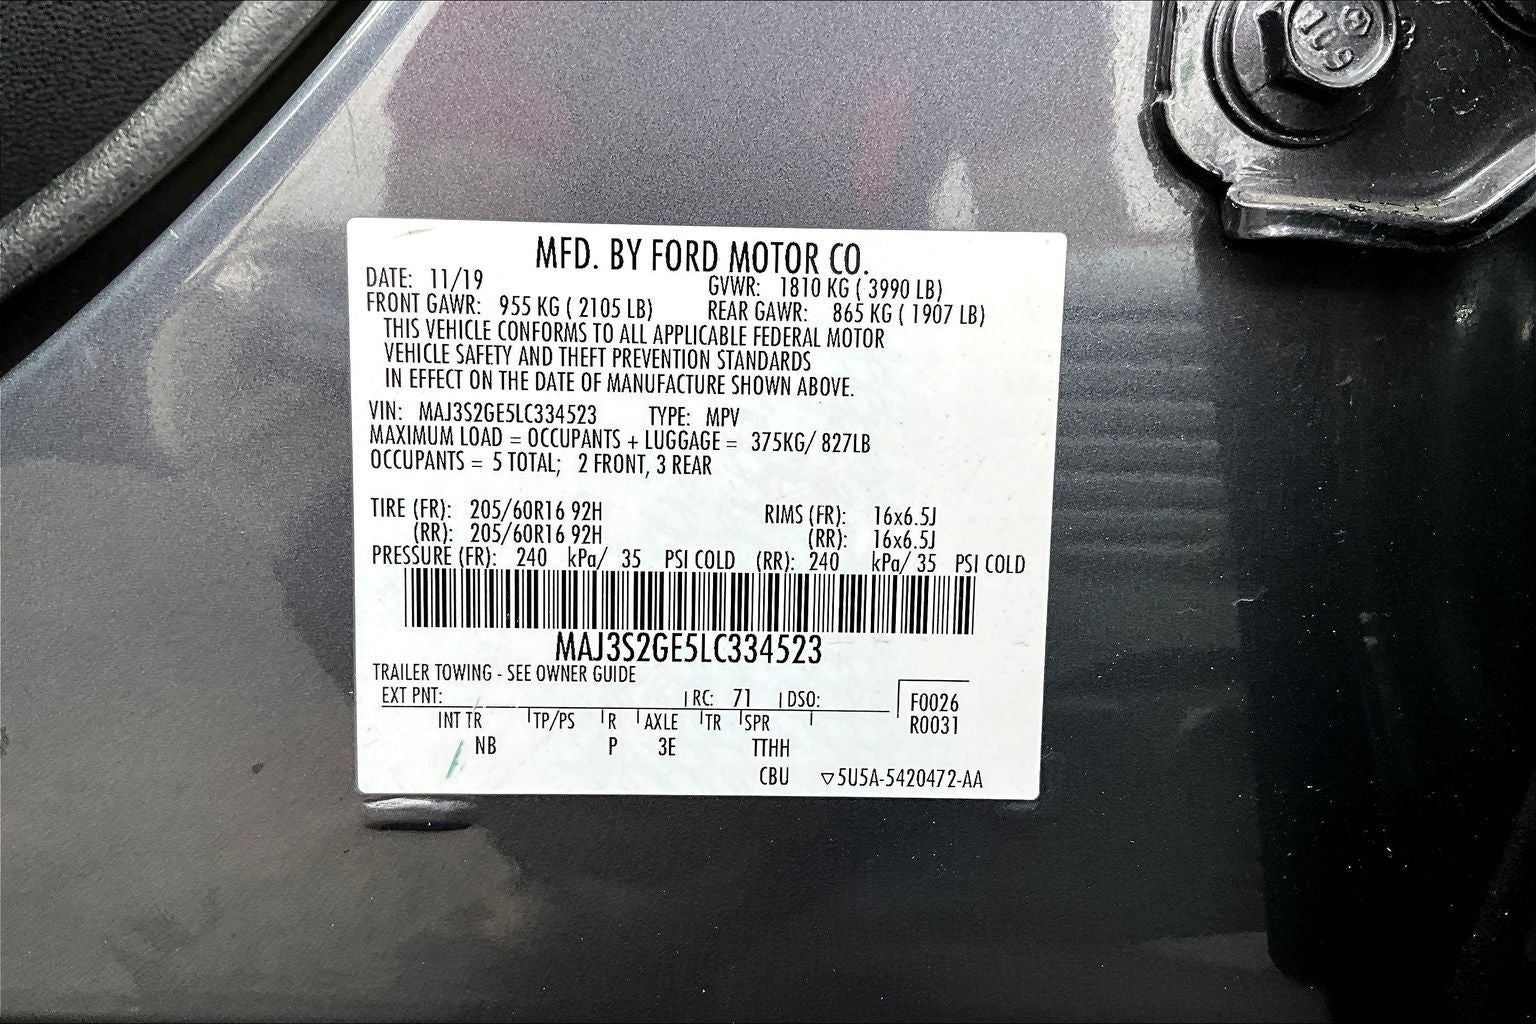 10.9
MFD. BY FORD MOTOR CO.
DATE: 11/19 GVWR: 1810 KG ( 3990 LB)
FRONT GAWR: 955 KG ( 2105 LB) REAR GAWR: 865 KG ( 1907 LB)
THIS VEHICLE CONFORMS TO ALL APPLICABLE FEDERAL MOTOR
VEHICLE SAFETY AND THEFT PREVENTION STANDARDS
IN EFFECT ON THE DATE OF MANUFACTURE SHOWN ABOVE.
VIN: MAJ3S2GE5LC334523 TYPE: MPV
MAXIMUM LOAD = OCCUPANTS + LUGGAGE = 375KG/ 827LB
OCCUPANTS = 5 TOTAL; 2 FRONT, 3 REAR
TIRE (FR): 205/60R16 92H RIMS (FR): 16x6.5J
(RR): 205/60R16 92H (RR): 16x6.5J
PRESSURE (FR): 240 kPa/ 35 PSI COLD (RR): 240 kPa/ 35 PSI COLD
MAJ3S2GE5LC334523
TRAILER TOWING - SEE OWNER GUIDE
EXT PNT: RC: 71 DSO: F0026
INT TR TP/PS R AXLE TR SPR R0031
NB P 3E TTHH
CBU 5U5A-5420472-AA